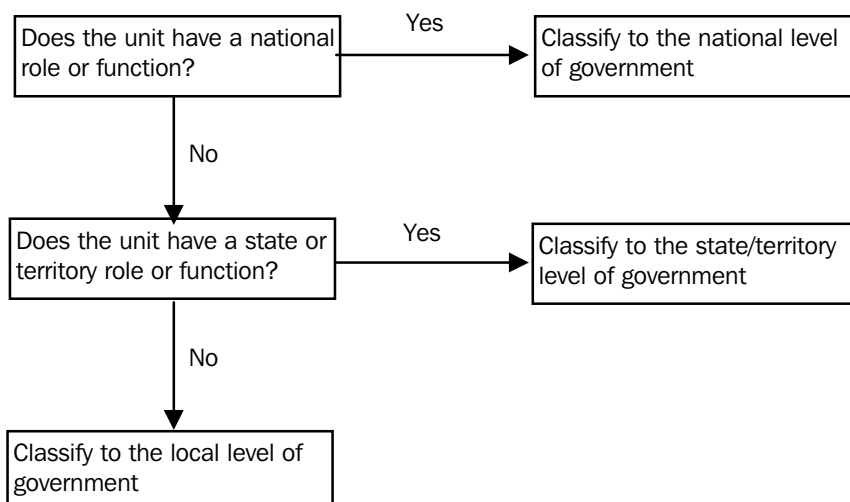 Does the unit have a national
role or function?
Yes
Classify to the national level
of government
No
Does the unit have a state or
territory role or function?
Yes
Classify to the state/territory
level of government
No
Classify to the local level of
government